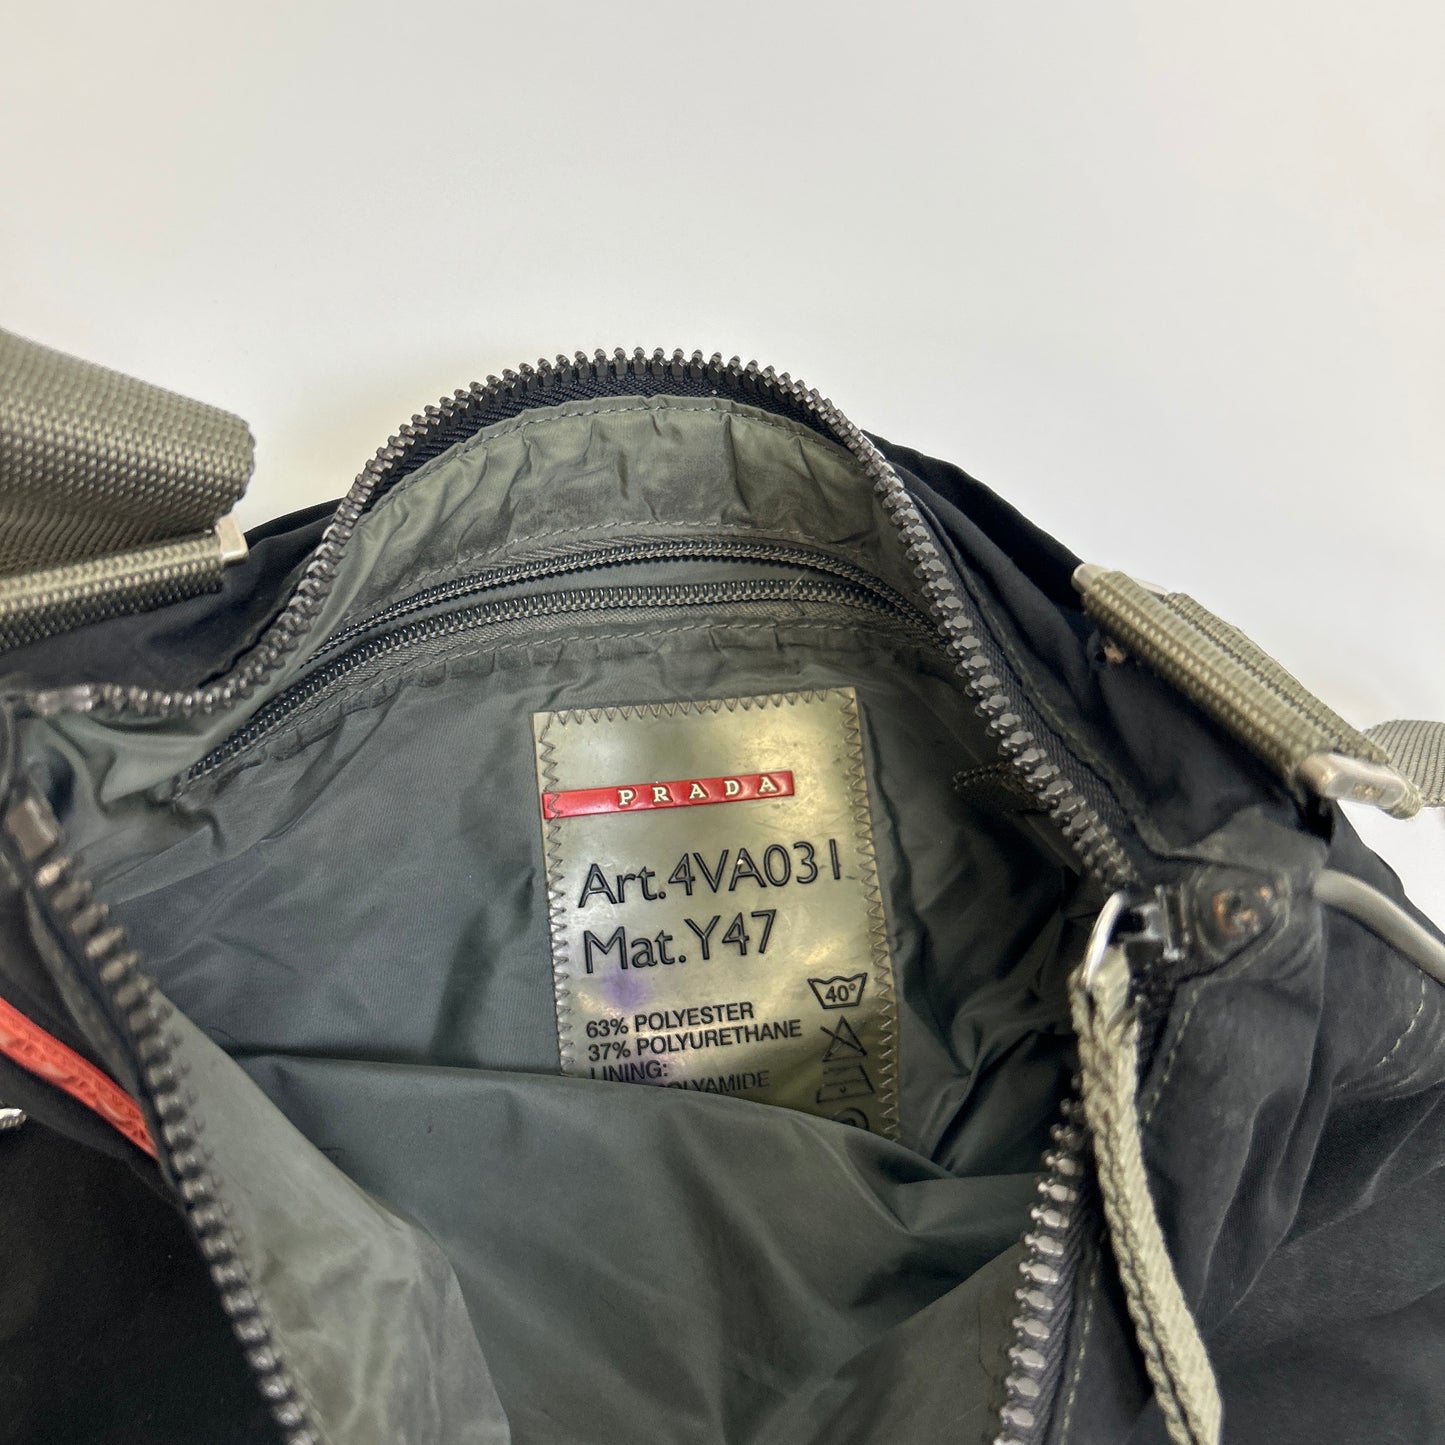 PRADA
Art.4VA031
Mat.Y47
40°
63% POLYESTER
37% POLYURETHANE
LINING: